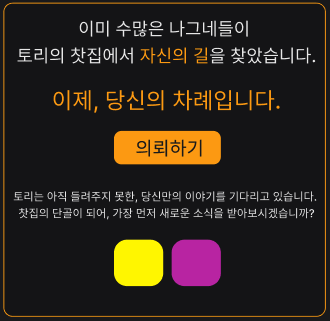 이미 수많은 나그네들이
토리의 찻집에서 자신의 길을 찾았습니다.
이제, 당신의 차례입니다.
의뢰하기
토리는 아직 들려주지 못한, 당신만의 이야기를 기다리고 있습니다.
찻집의 단골이 되어, 가장 먼저 새로운 소식을 받아보시겠습니까?